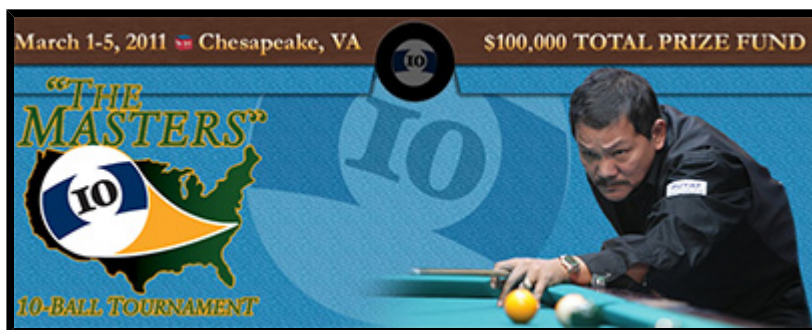 March 1-5, 2011
Chesapeake, VA
10
$100,000 TOTAL PRIZE FUND
"THE
MASTERS"
10
10
10-BALL TOURNAMENT